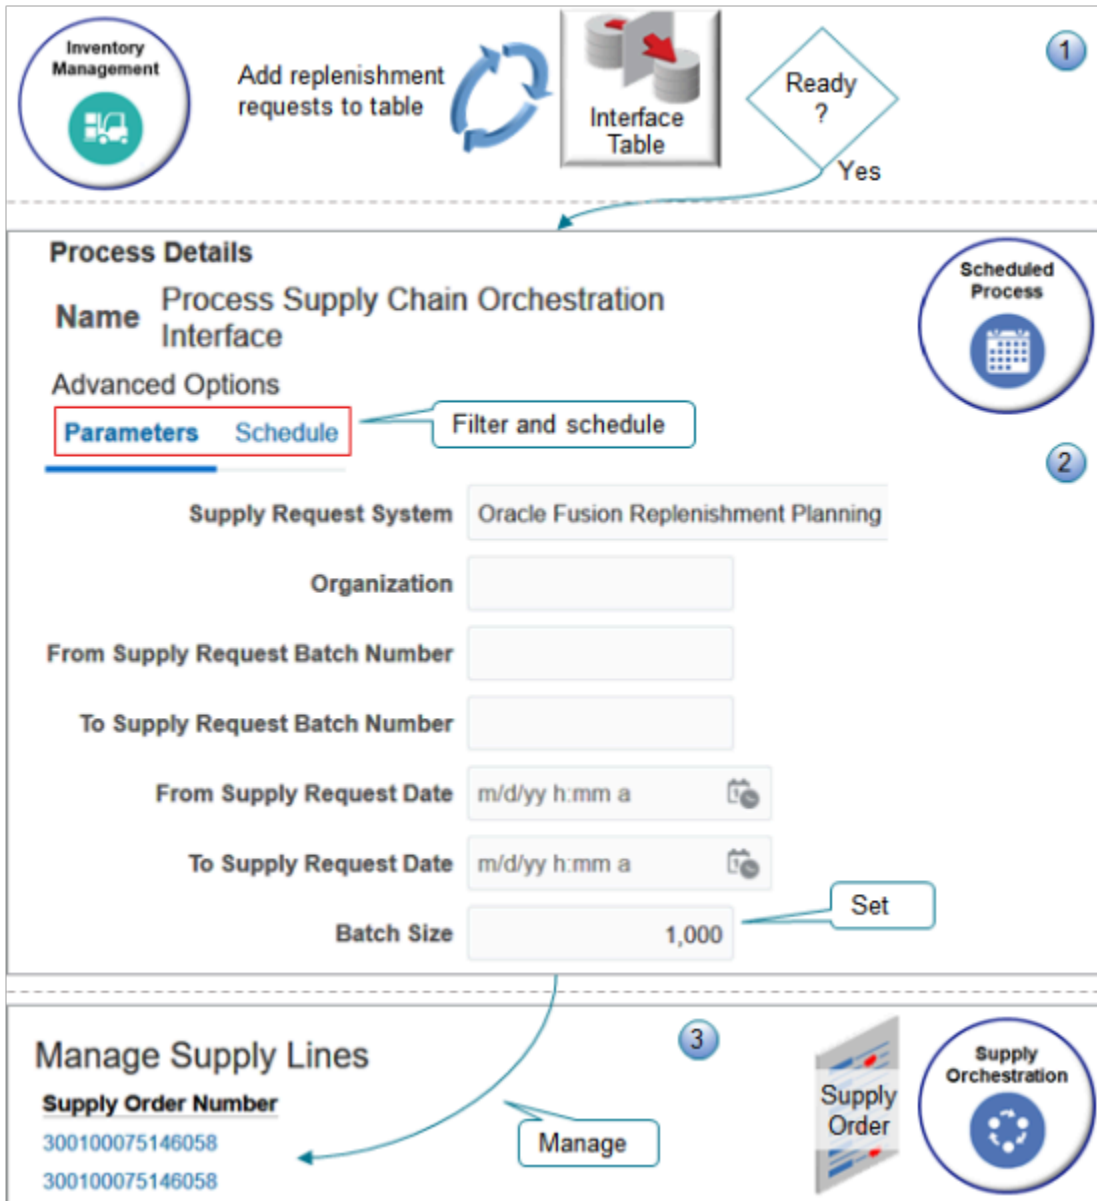 Inventory
Management
Add replenishment
requests to table
Interface
Table
Ready
?
Yes
1
Process Details
Name
Process Supply Chain Orchestration
Interface
Scheduled
Process
Advanced Options
Parameters Schedule
Filter and schedule
2
Supply Request System Oracle Fusion Replenishment Planning
Organization
From Supply Request Batch Number
To Supply Request Batch Number
From Supply Request Date m/d/yy h:mm a
To Supply Request Date m/d/yy h:mm a
Batch Size 1,000
Set
3
Manage Supply Lines
Supply Order Number
300100075146058
300100075146058
Manage
Supply
Order
Supply
Orchestration